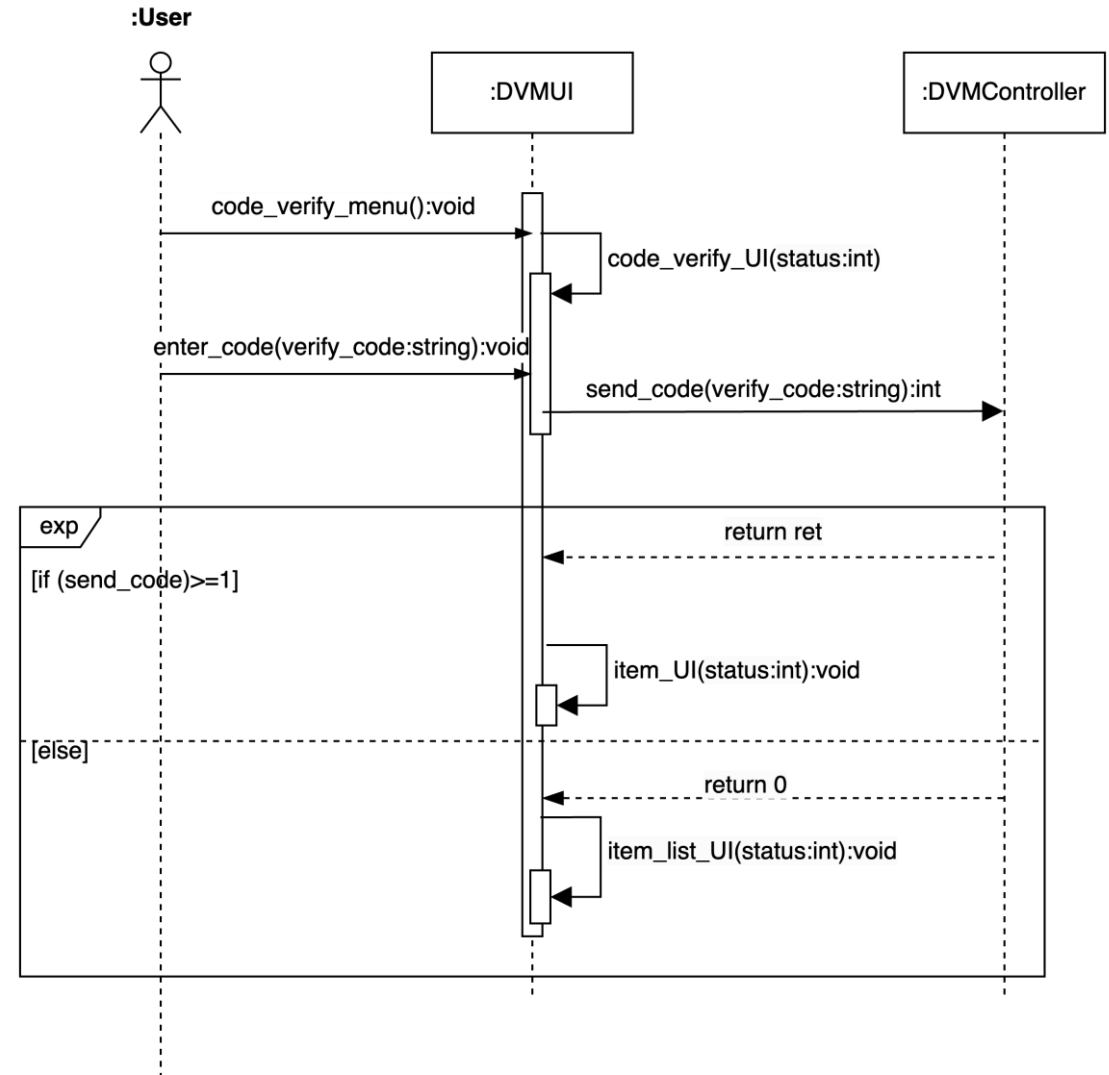 :User
:DVMUI
:DVMController
code_verify_menu():void
code_verify_UI(status:int)
enter_code(verify_code:string):void
send_code(verify_code:string):int
exp
return ret
[if (send_code)>=1]
item_UI(status:int):void
[else]
return 0
item_list_UI(status:int):void